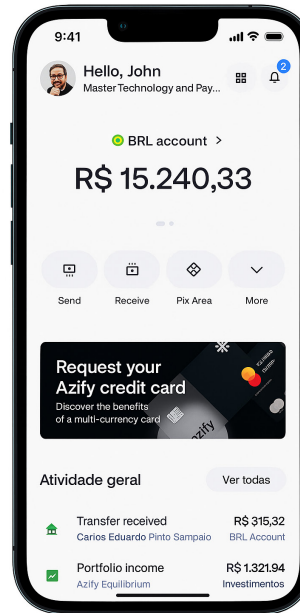 9:41
2
Hello, John
Master Technology and Pay...
BRL account >
R$ 15.240,33
Send
Receive
Pix Area
More
Request your
Azify credit card
Discover the benefits
of a multi-currency card
azify
Atividade geral
Ver todas
Transfer received
R$ 315,32
Carlos Eduardo Pinto Sampaio
BRL Account
Portfolio income
R$ 1.321.94
Azify Equilibrium
Investimentos